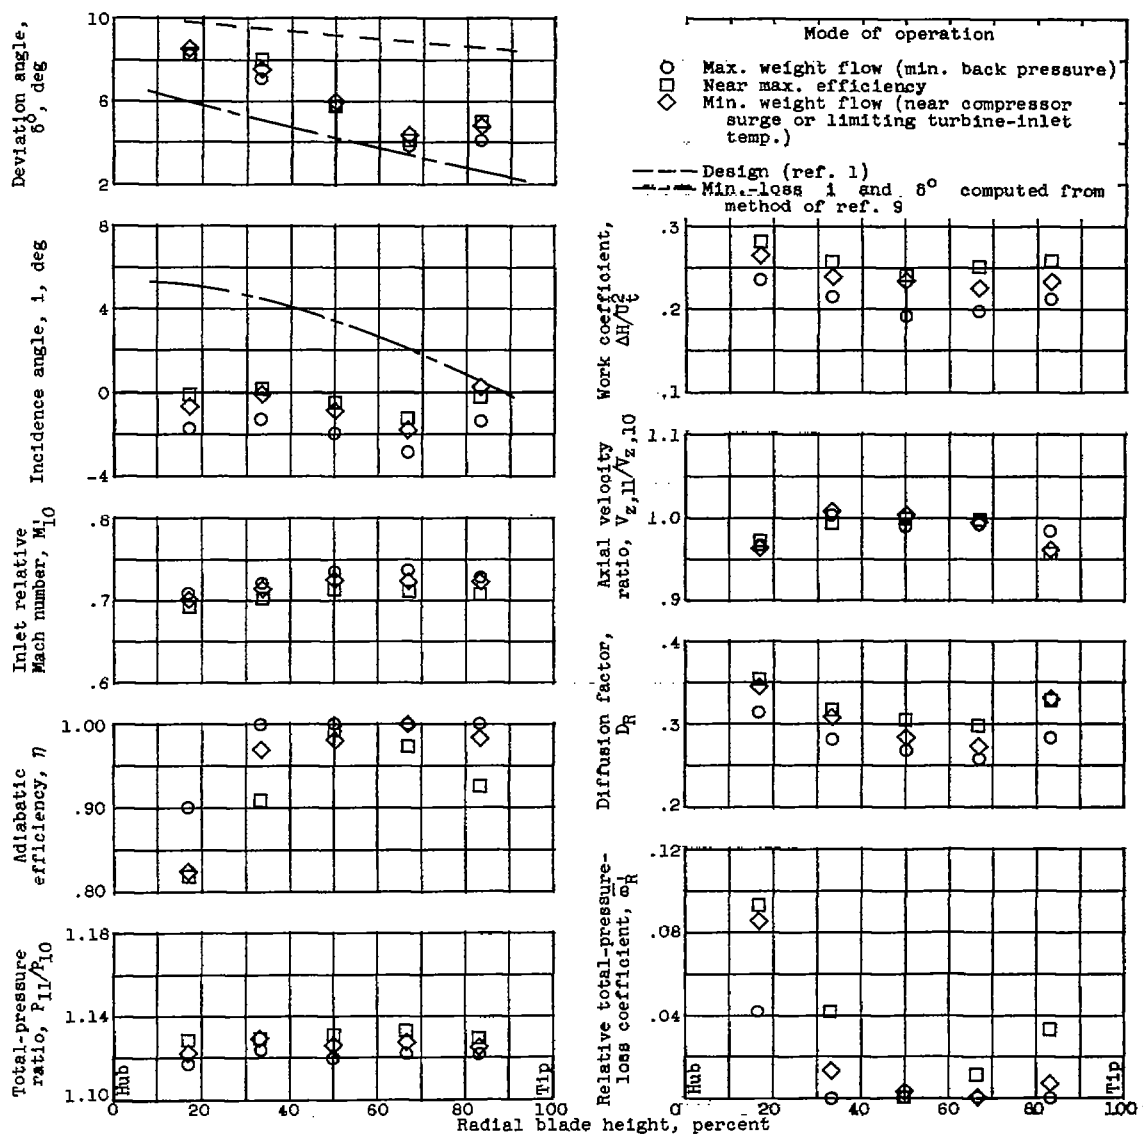 Mode of operation
Max. weight flow (min. back pressure)
Near max. efficiency
Min. weight flow (near compressor
surge or limiting turbine-inlet
temp.)
Design (ref. 1)
Min.-loss i and δ° computed from
method of ref. 9
Deviation angle,
δ°, deg
10
6
2
Incidence angle, i, deg
8
4
0
-4
Inlet relative
Mach number, M'10
.8
.7
.6
Adiabatic
efficiency, η
1.00
.90
.80
Total-pressure
ratio, P11/P10
1.18
1.14
1.10
Hub
Tip
0 20 40 60 80 100
Work coefficient,
ΔH/U²t
.3
.2
.1
Axial velocity
ratio, Vz,11/Vz,10
1.1
1.0
.9
Diffusion factor,
DR
.4
.3
.2
Relative total-pressure-
loss coefficient, ω̄'R
.12
.08
.04
Hub
Tip
0 20 40 60 80 100
Radial blade height, percent